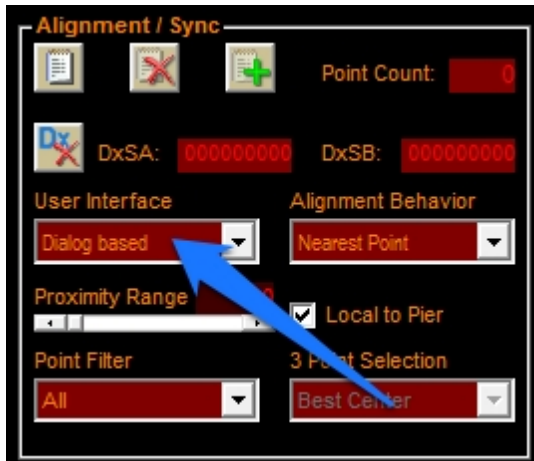 Alignment / Sync
Point Count: 0
Dx
DxSA: 000000000 DxSB: 000000000
User Interface Alignment Behavior
Dialog based Nearest Point
Proximity Range
Local to Pier
Point Filter 3 Point Selection
All Best Center